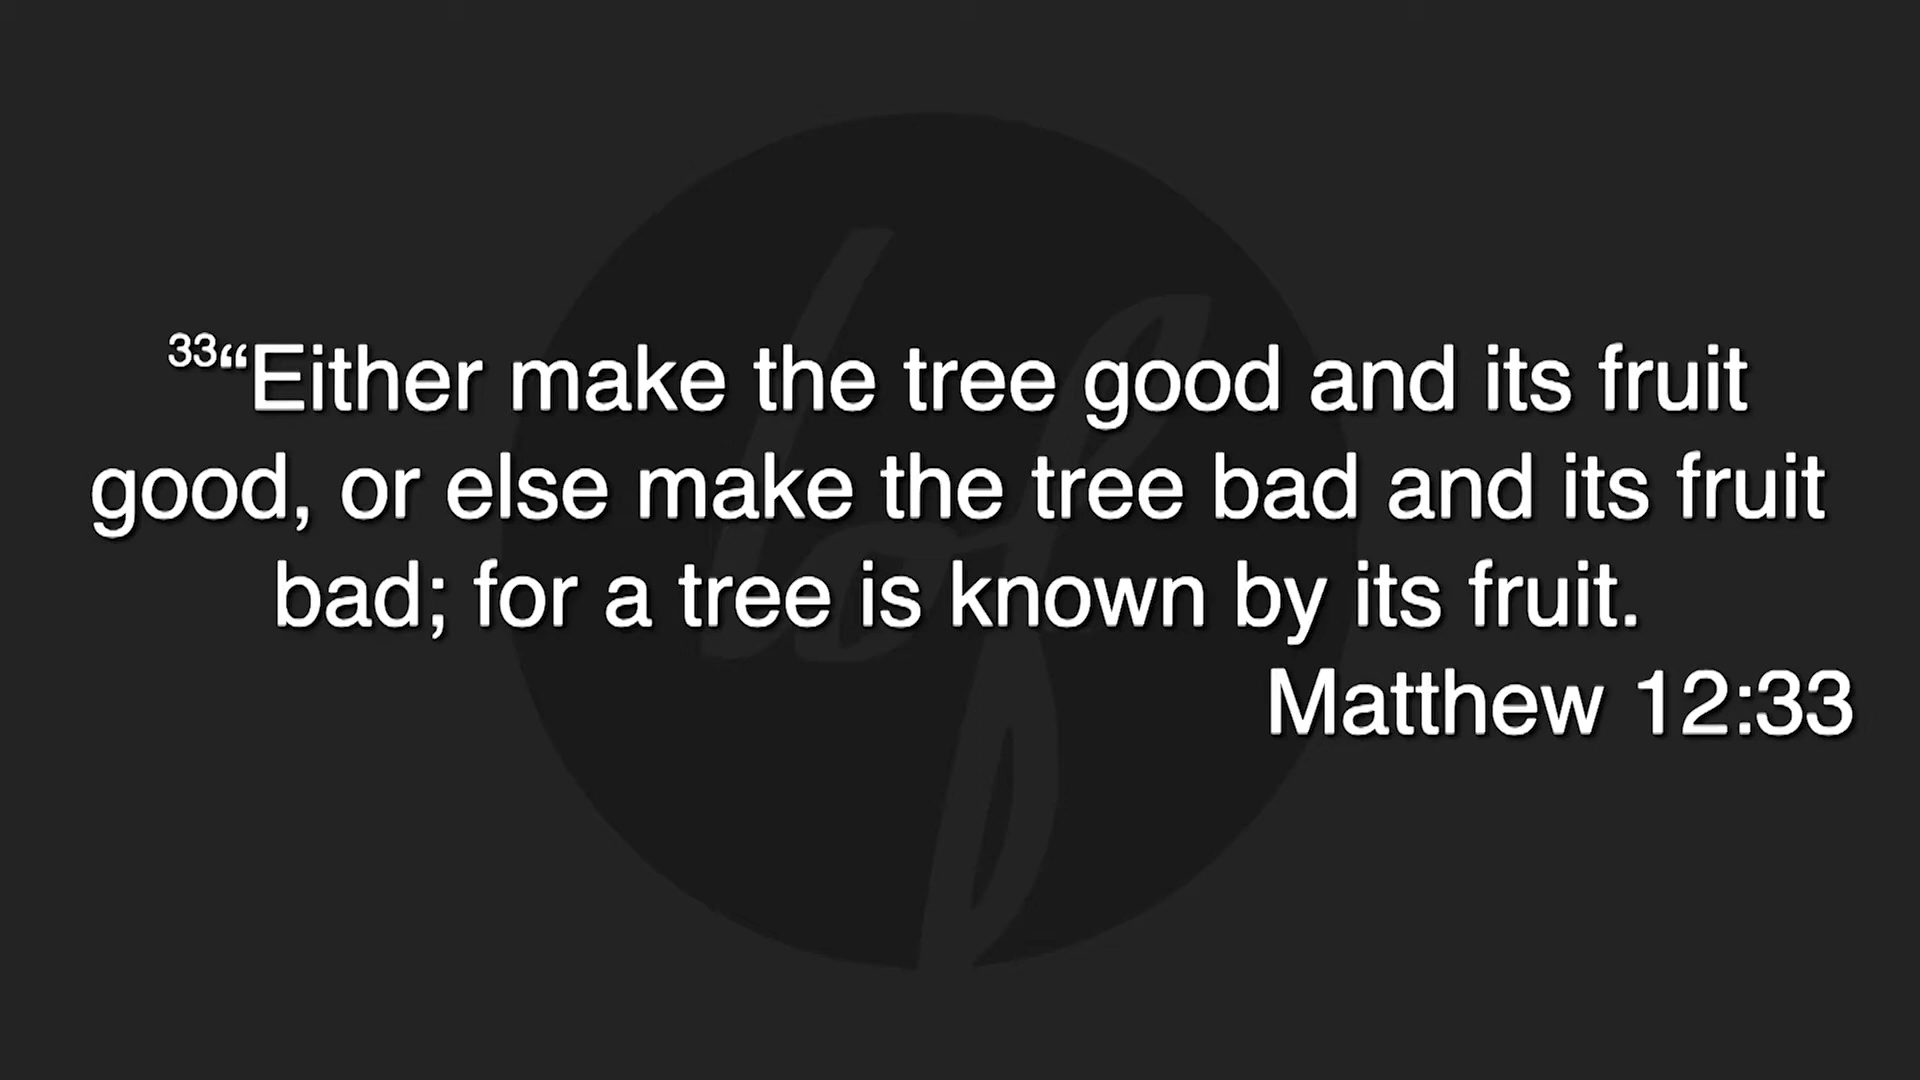 33“Either make the tree good and its fruit
good, or else make the tree bad and its fruit
bad; for a tree is known by its fruit.
Matthew 12:33
lof